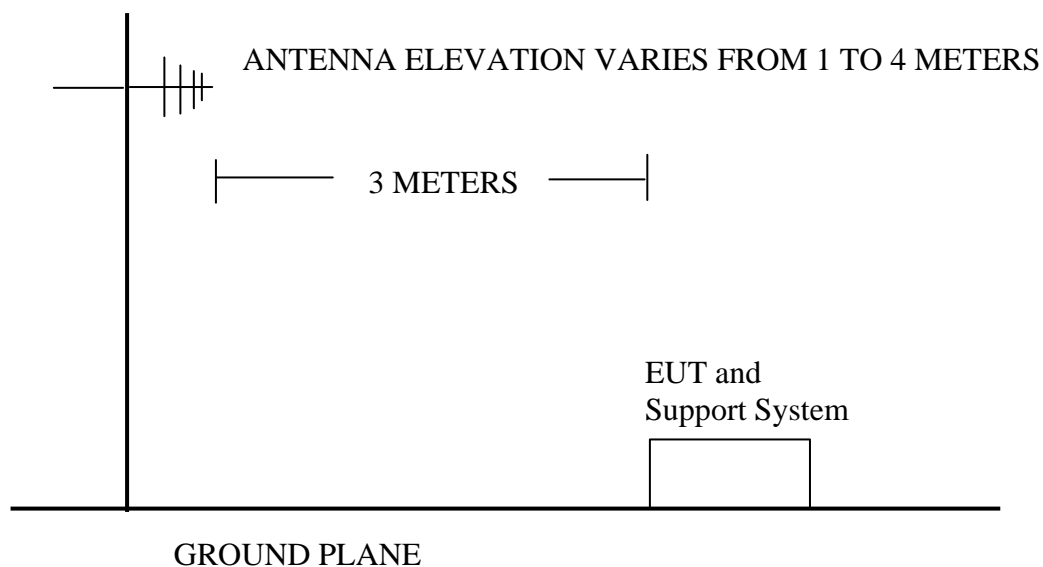 ANTENNA ELEVATION VARIES FROM 1 TO 4 METERS
3 METERS
EUT and
Support System
GROUND PLANE